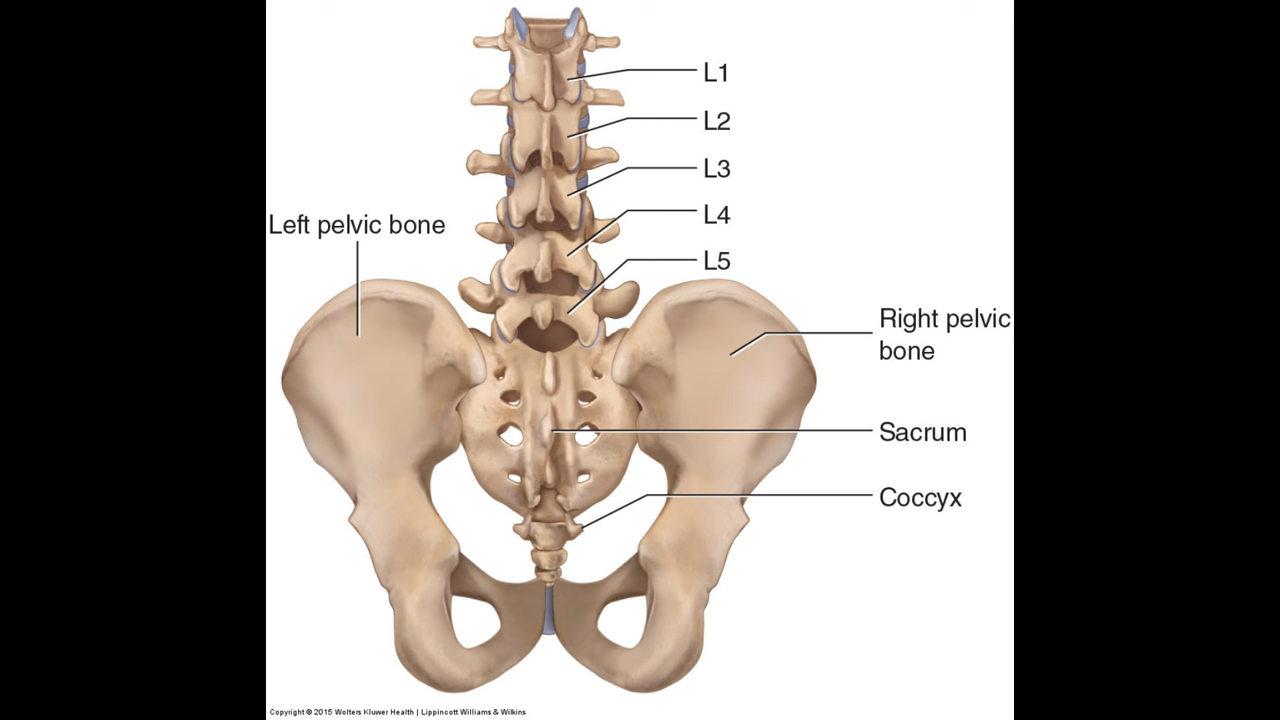 L1
L2
L3
L4
L5
Left pelvic bone
Right pelvic
bone
Sacrum
Coccyx
Copyright © 2015 Wolters Kluwer Health | Lippincott Williams & Wilkins